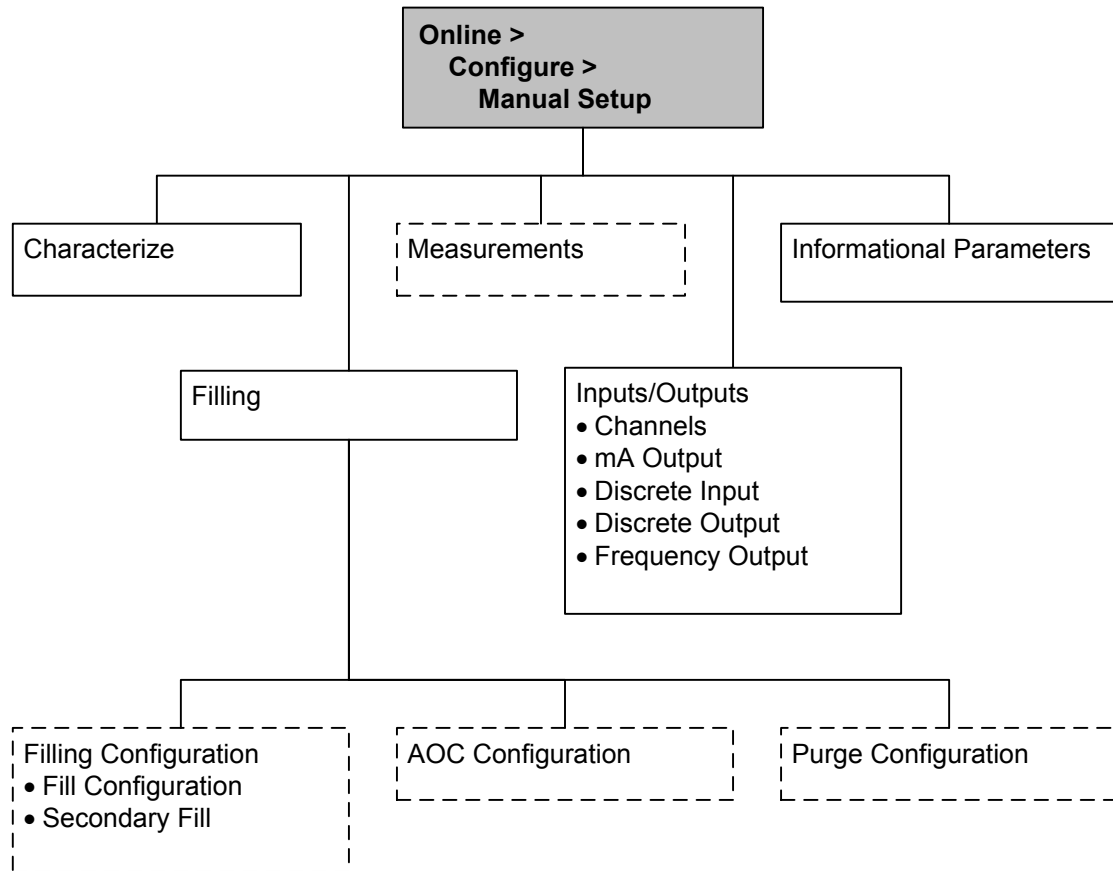 Online >
Configure >
Manual Setup
Characterize
Measurements
Informational Parameters
Filling
Inputs/Outputs
• Channels
• mA Output
• Discrete Input
• Discrete Output
• Frequency Output
Filling Configuration
• Fill Configuration
• Secondary Fill
AOC Configuration
Purge Configuration